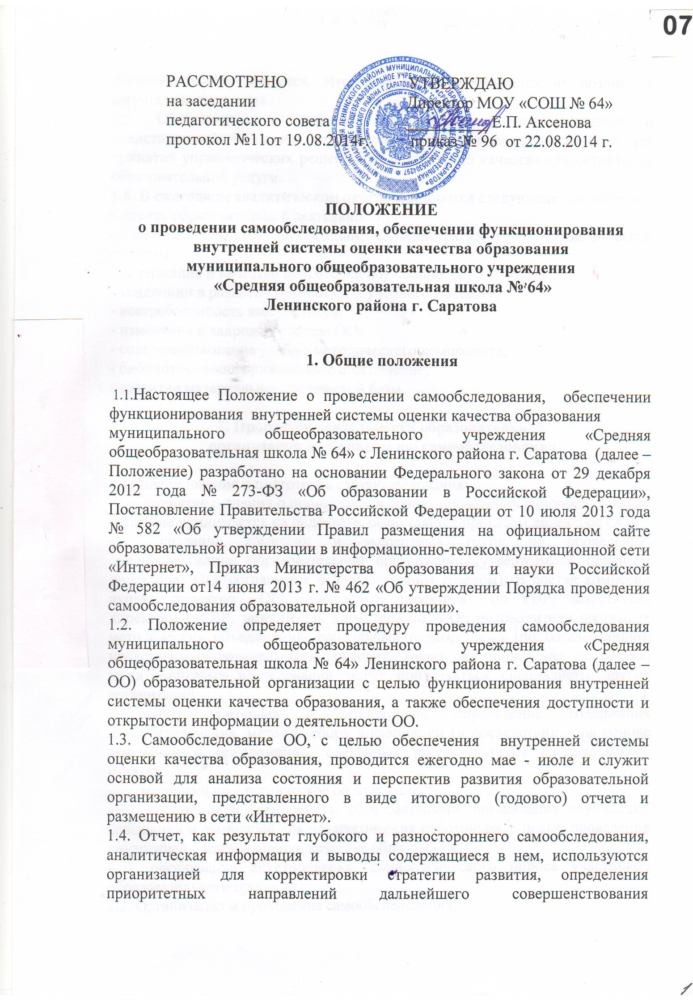 07
РАССМОТРЕНО
на заседании
педагогического совета
протокол №11 от 19.08.2014г.
УТВЕРЖДАЮ
Директор МОУ «СОШ № 64»
Е.П. Аксенова
приказ № 96 от 22.08.2014 г.
ПОЛОЖЕНИЕ
о проведении самообследования, обеспечении функционирования
внутренней системы оценки качества образования
муниципального общеобразовательного учреждения
«Средняя общеобразовательная школа № 64»
Ленинского района г. Саратова
1. Общие положения
1.1.Настоящее Положение о проведении самообследования, обеспечении
функционирования внутренней системы оценки качества образования
муниципального общеобразовательного учреждения «Средняя
общеобразовательная школа № 64» с Ленинского района г. Саратова (далее –
Положение) разработано на основании Федерального закона от 29 декабря
2012 года № 273-ФЗ «Об образовании в Российской Федерации»,
Постановление Правительства Российской Федерации от 10 июля 2013 года
№ 582 «Об утверждении Правил размещения на официальном сайте
образовательной организации в информационно-телекоммуникационной сети
«Интернет», Приказ Министерства образования и науки Российской
Федерации от14 июня 2013 г. № 462 «Об утверждении Порядка проведения
самообследования образовательной организации».
1.2. Положение определяет процедуру проведения самообследования
муниципального общеобразовательного учреждения «Средняя
общеобразовательная школа № 64» Ленинского района г. Саратова (далее –
ОО) образовательной организации с целью функционирования внутренней
системы оценки качества образования, а также обеспечения доступности и
открытости информации о деятельности ОО.
1.3. Самообследование ОО, с целью обеспечения внутренней системы
оценки качества образования, проводится ежегодно мае - июле и служит
основой для анализа состояния и перспектив развития образовательной
организации, представленного в виде итогового (годового) отчета и
размещению в сети «Интернет».
1.4. Отчет, как результат глубокого и разностороннего самообследования,
аналитическая информация и выводы содержащиеся в нем, используются
организацией для корректировки стратегии развития, определения
приоритетных направлений дальнейшего совершенствования
1